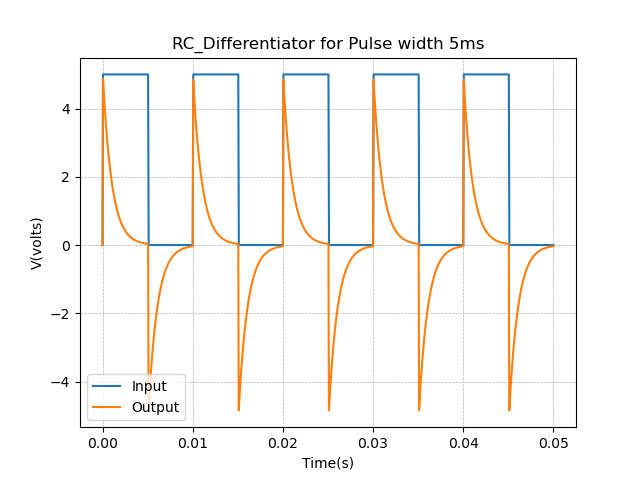 RC_Differentiator for Pulse width 5ms
V(volts)
4
2
0
−2
−4
Input
Output
0.00 0.01 0.02 0.03 0.04 0.05
Time(s)